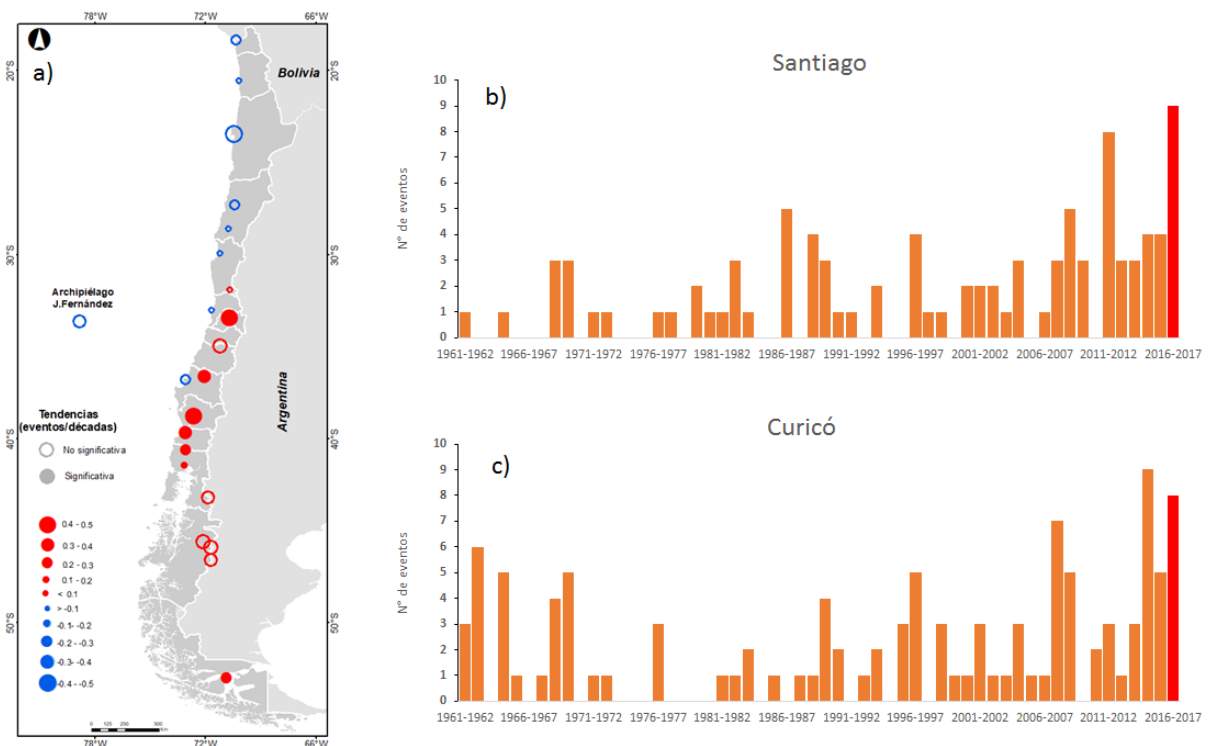 78°W 72°W 66°W
a)
20°S
30°S
40°S
50°S
Bolivia
Argentina
Archipiélago
J.Fernández
Tendencias
(eventos/décadas)
No significativa
Significativa
0.4 - 0.5
0.3 - 0.4
0.2 - 0.3
0.1 - 0.2
< 0.1
> -0.1
-0.1- -0.2
-0.2 - -0.3
-0.3- -0.4
-0.4 - -0.5
20°S
30°S
40°S
50°S
78°W 72°W 66°W
Santiago
b)
N° de eventos
10
9
8
7
6
5
4
3
2
1
0
1961-1962 1966-1967 1971-1972 1976-1977 1981-1982 1986-1987 1991-1992 1996-1997 2001-2002 2006-2007 2011-2012 2016-2017
Curicó
c)
N° de eventos
10
9
8
7
6
5
4
3
2
1
0
1961-1962 1966-1967 1971-1972 1976-1977 1981-1982 1986-1987 1991-1992 1996-1997 2001-2002 2006-2007 2011-2012 2016-2017